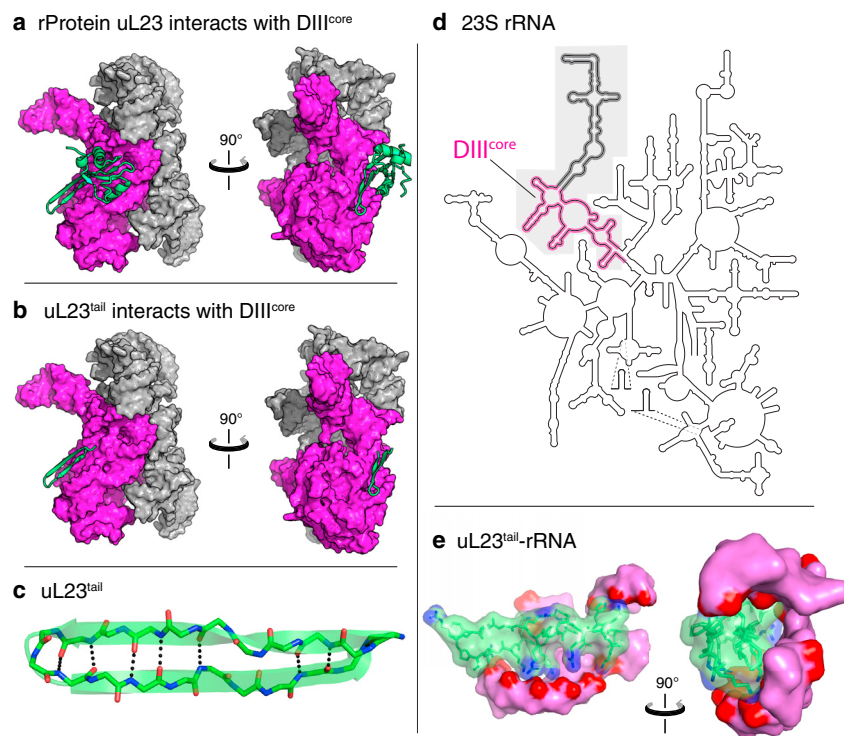 a rProtein uL23 interacts with DIIIcore
90°
b uL23tail interacts with DIIIcore
90°
c uL23tail
d 23S rRNA
DIIIcore
e uL23tail-rRNA
90°